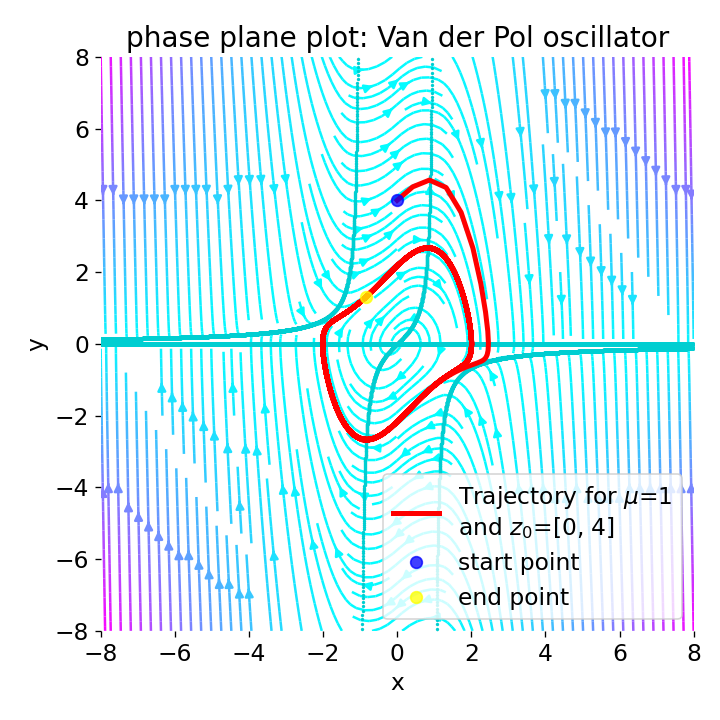 phase plane plot: Van der Pol oscillator
8
6
4
2
0
−2
−4
−6
−8
y
Trajectory for μ=1
and z₀=[0, 4]
start point
end point
−8 −6 −4 −2 0 2 4 6 8
x